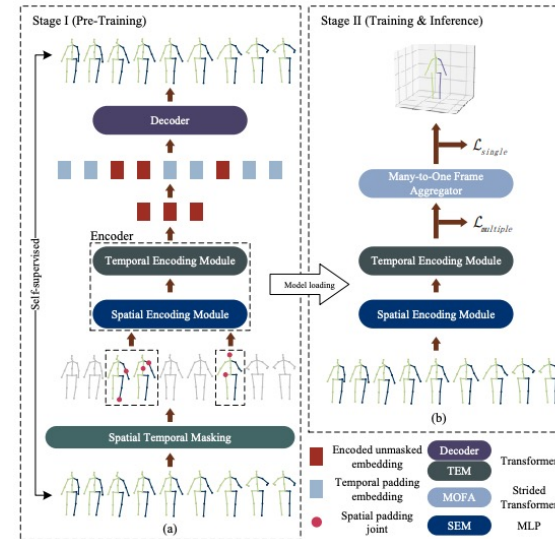 Stage I (Pre-Training)
Decoder
Encoder
Temporal Encoding Module
Spatial Encoding Module
Spatial Temporal Masking
Self-supervised
(a)
Model loading
Stage II (Training & Inference)
ℒsingle
Many-to-One Frame
Aggregator
ℒmultiple
Temporal Encoding Module
Spatial Encoding Module
(b)
Encoded unmasked
embedding
Temporal padding
embedding
Spatial padding
joint
Decoder
TEM
Transformer
MOFA
Strided
Transformer
SEM
MLP